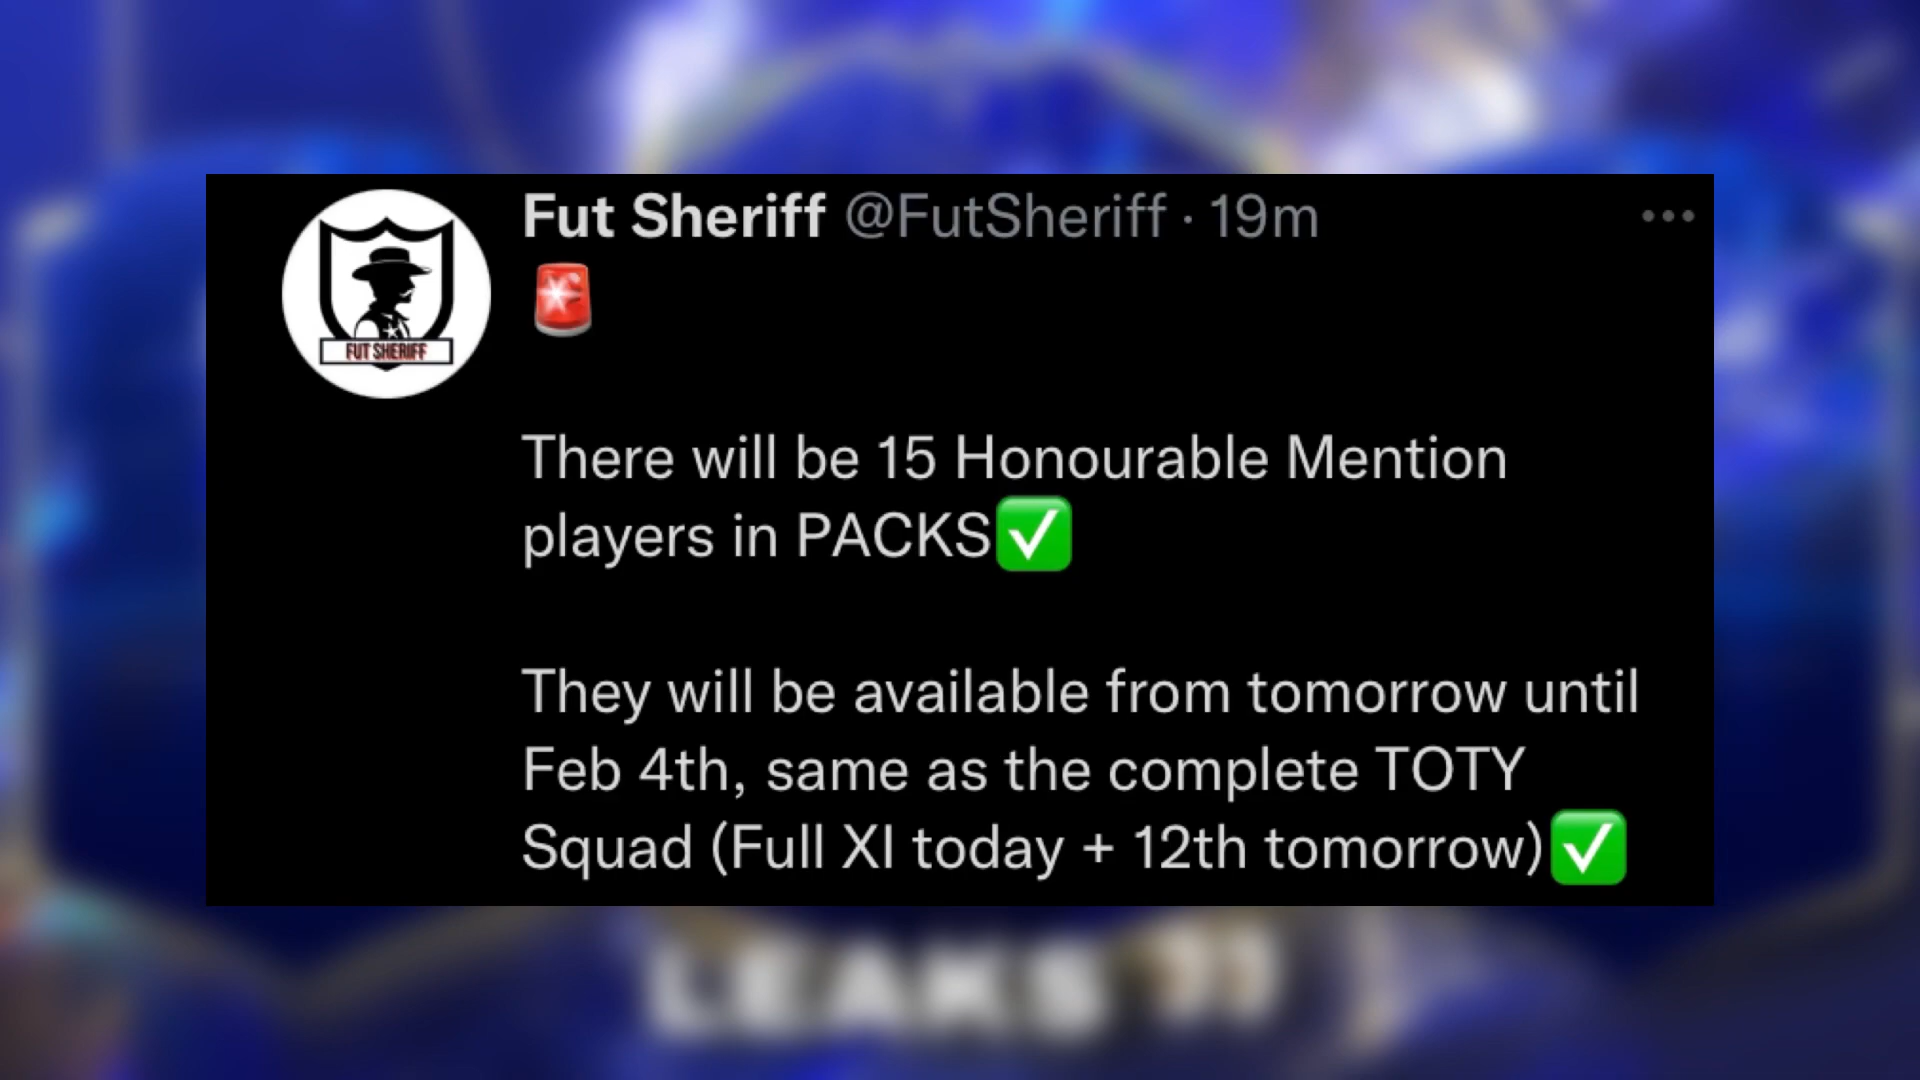 Fut Sheriff @FutSheriff · 19m
🚨
FUT SHERIFF
There will be 15 Honourable Mention
players in PACKS✅
They will be available from tomorrow until
Feb 4th, same as the complete TOTY
Squad (Full XI today + 12th tomorrow)✅
LEAKS